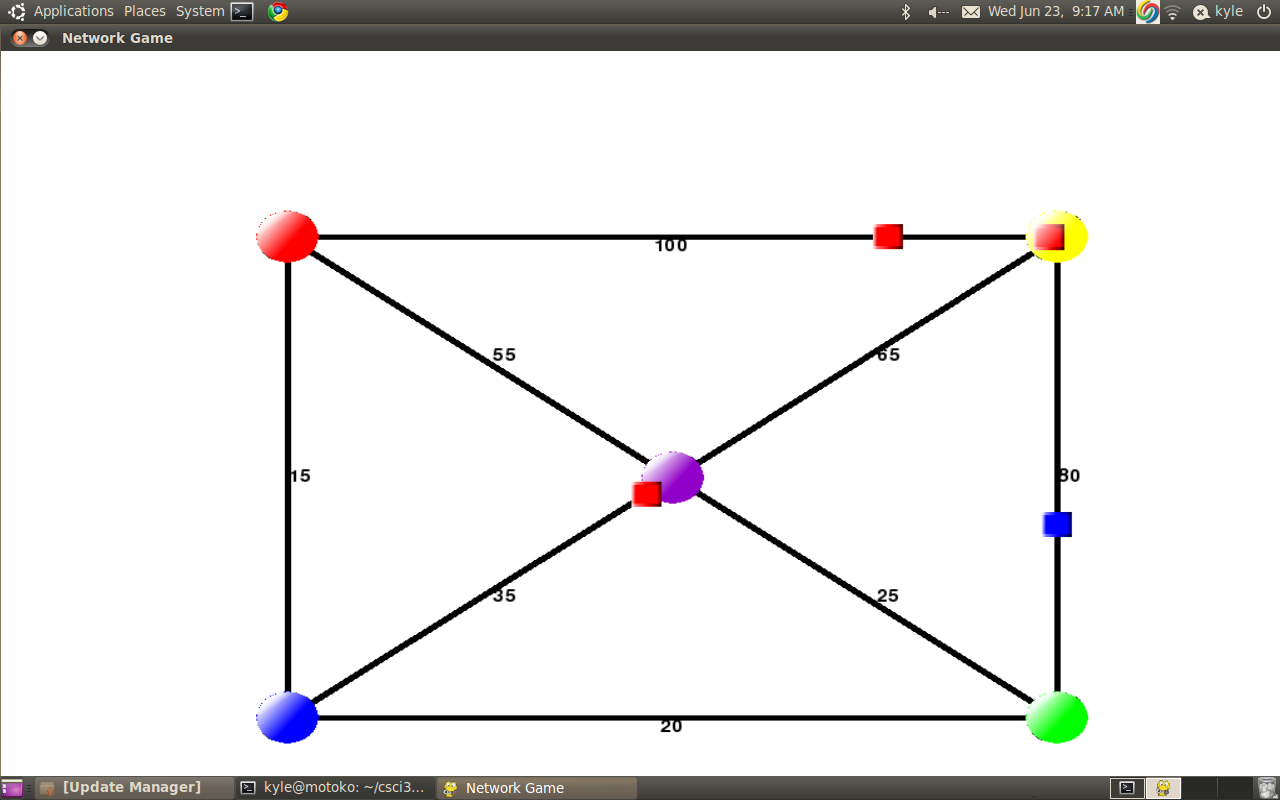 Applications Places System Wed Jun 23, 9:17 AM kyle
Network Game
100
55
65
15
80
35
25
20
[Update Manager] kyle@motoko: ~/csci3... Network Game